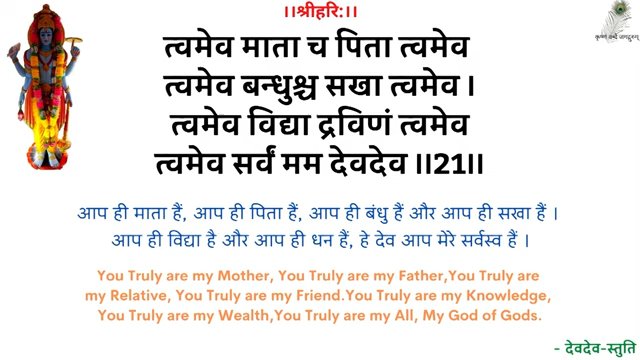 ।।श्रीहरि:।।
कृष्णं वन्दे जगद्गुरुम्
त्वमेव माता च पिता त्वमेव
त्वमेव बन्धुश्च सखा त्वमेव ।
त्वमेव विद्या द्रविणं त्वमेव
त्वमेव सर्वं मम देवदेव ।।21।।
आप ही माता हैं, आप ही पिता हैं, आप ही बंधु हैं और आप ही सखा हैं ।
आप ही विद्या है और आप ही धन हैं, हे देव आप मेरे सर्वस्व हैं ।
You Truly are my Mother, You Truly are my Father,You Truly are
my Relative, You Truly are my Friend.You Truly are my Knowledge,
You Truly are my Wealth,You Truly are my All, My God of Gods.
- देवदेव-स्तुति